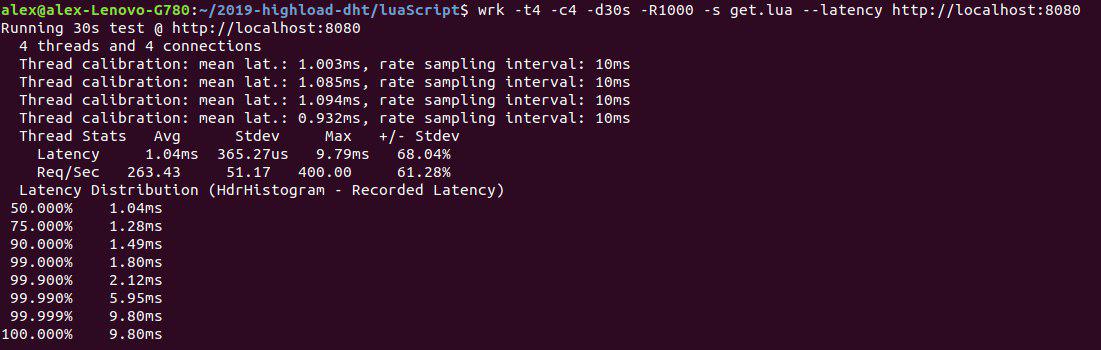 alex@alex-Lenovo-G780:~/2019-highload-dht/luaScript$ wrk -t4 -c4 -d30s -R1000 -s get.lua --latency http://localhost:8080
Running 30s test @ http://localhost:8080
  4 threads and 4 connections
  Thread calibration: mean lat.: 1.003ms, rate sampling interval: 10ms
  Thread calibration: mean lat.: 1.085ms, rate sampling interval: 10ms
  Thread calibration: mean lat.: 1.094ms, rate sampling interval: 10ms
  Thread calibration: mean lat.: 0.932ms, rate sampling interval: 10ms
  Thread Stats   Avg      Stdev     Max   +/- Stdev
    Latency     1.04ms  365.27us   9.79ms   68.04%
    Req/Sec   263.43     51.17   400.00     61.28%
  Latency Distribution (HdrHistogram - Recorded Latency)
 50.000%    1.04ms
 75.000%    1.28ms
 90.000%    1.49ms
 99.000%    1.80ms
 99.900%    2.12ms
 99.990%    5.95ms
 99.999%    9.80ms
100.000%    9.80ms